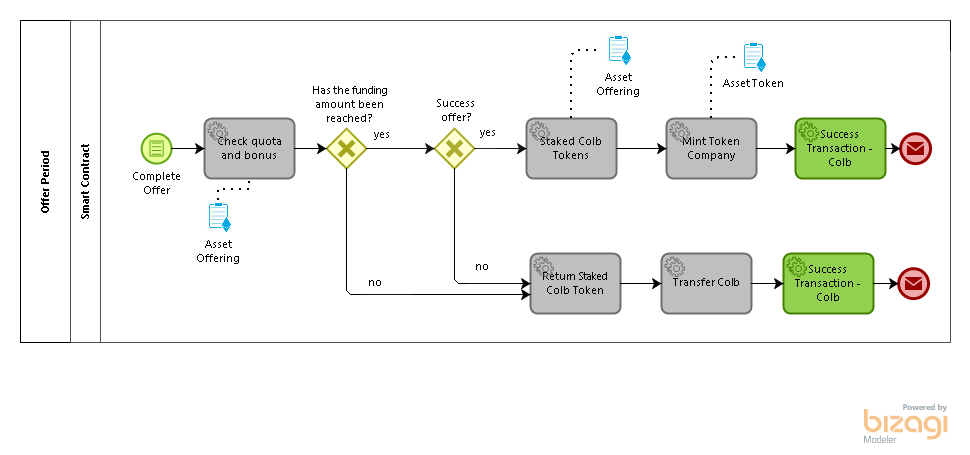 Offer Period
Smart Contract
Complete
Offer
Check quota
and bonus
Asset
Offering
Has the funding
amount been
reached?
yes
no
Success
offer?
yes
no
Staked Colb
Tokens
Asset
Offering
Mint Token
Company
Asset Token
Success
Transaction -
Colb
Return Staked
Colb Token
Transfer Colb
Success
Transaction -
Colb
Powered by
bizagi
Modeler